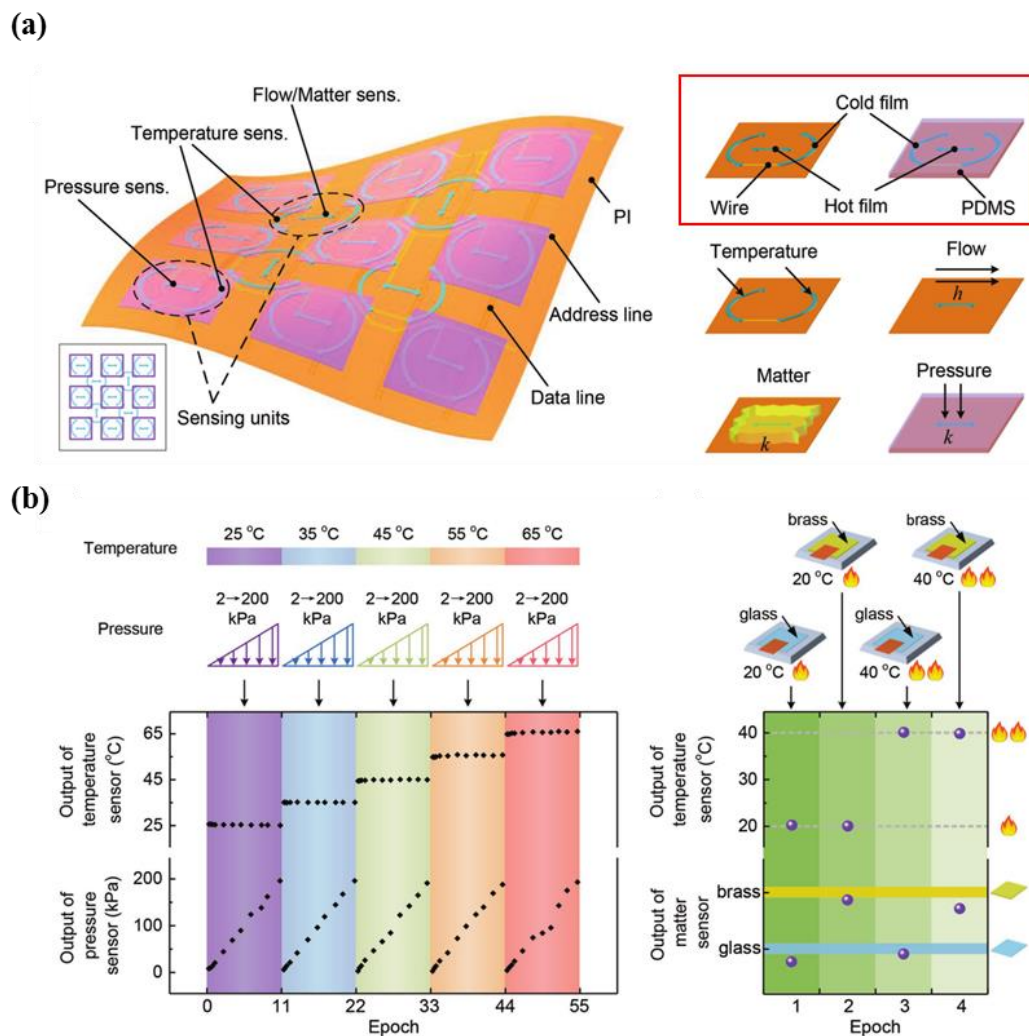 (a)
Flow/Matter sens.
Temperature sens.
Pressure sens.
PI
Address line
Data line
Sensing units
Cold film
Wire
Hot film
PDMS
Temperature
Flow
h
Matter
Pressure
k
k
(b)
Temperature
25 °C
35 °C
45 °C
55 °C
65 °C
Pressure
2→200
kPa
2→200
kPa
2→200
kPa
2→200
kPa
2→200
kPa
Output of
temperature
sensor (°C)
65
45
25
Output of
pressure
sensor (kPa)
200
100
0
0
11
22
33
44
55
Epoch
brass
20 °C
brass
40 °C
glass
20 °C
glass
40 °C
Output of
temperature
sensor (°C)
40
30
20
Output of
matter
sensor
brass
glass
1
2
3
4
Epoch